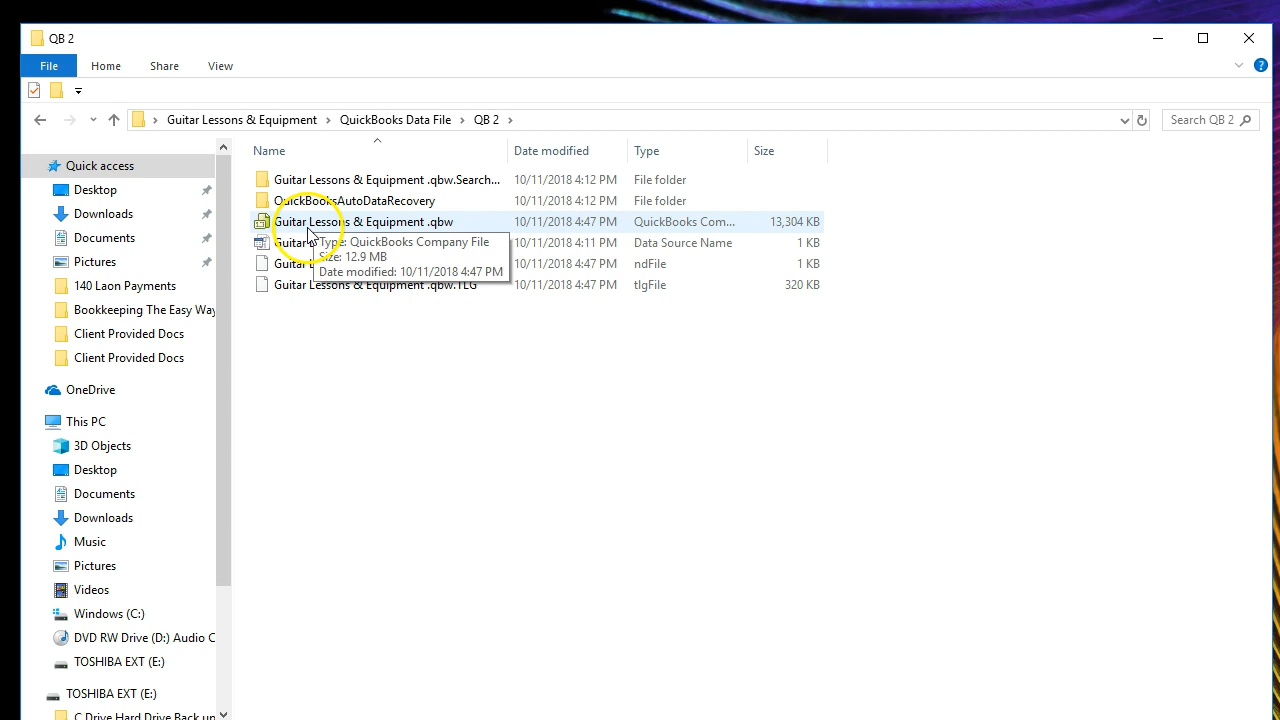 QB 2
File Home Share View
Guitar Lessons & Equipment QuickBooks Data File QB 2
Search QB 2
Name Date modified Type Size
Quick access
Desktop
Downloads
Documents
Pictures
140 Laon Payments
Bookkeeping The Easy Way
Client Provided Docs
Client Provided Docs
OneDrive
This PC
3D Objects
Desktop
Documents
Downloads
Music
Pictures
Videos
Windows (C:)
DVD RW Drive (D:) Audio C
TOSHIBA EXT (E:)
TOSHIBA EXT (E:)
C Drive Hard Drive Back up
Guitar Lessons & Equipment .qbw.Search... 10/11/2018 4:12 PM File folder
QuickBooksAutoDataRecovery 10/11/2018 4:12 PM File folder
Guitar Lessons & Equipment .qbw 10/11/2018 4:47 PM QuickBooks Com... 13,304 KB
Guitar 10/11/2018 4:11 PM Data Source Name 1 KB
Guitar 10/11/2018 4:47 PM ndFile 1 KB
Guitar Lessons & Equipment .qbw.TLG 10/11/2018 4:47 PM tlgFile 320 KB
Type: QuickBooks Company File
Size: 12.9 MB
Date modified: 10/11/2018 4:47 PM